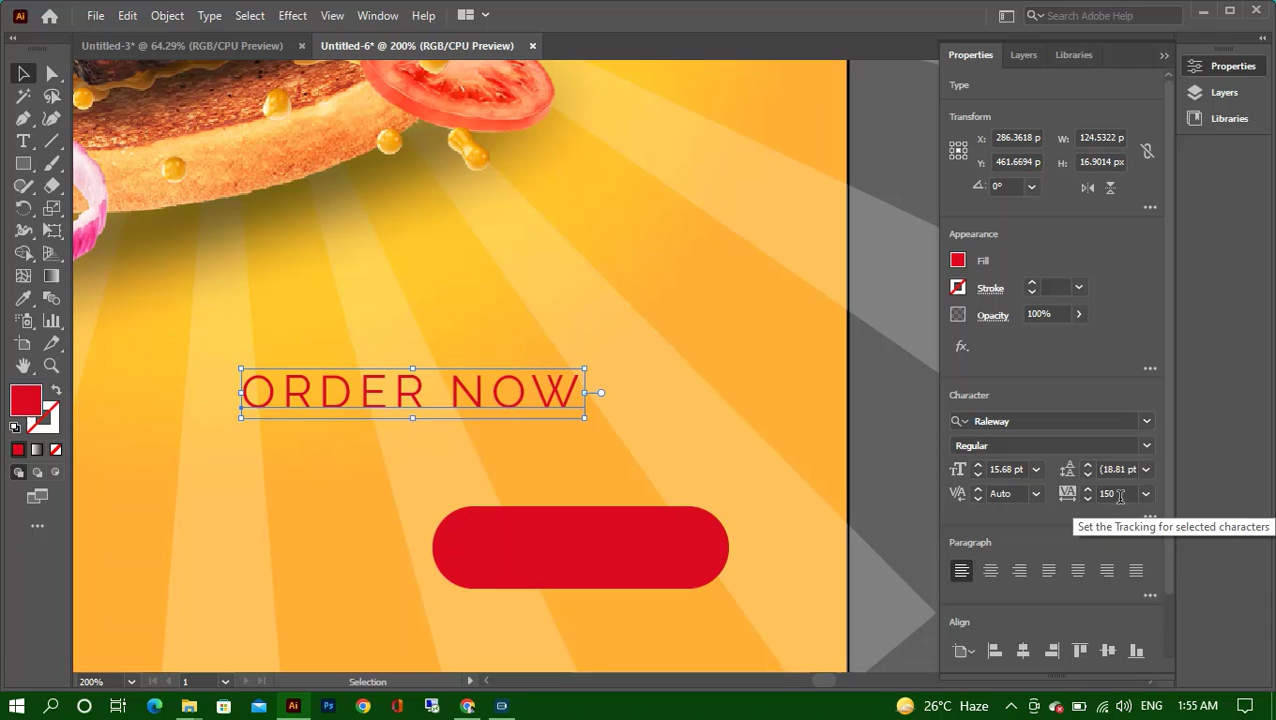 Ai File Edit Object Type Select Effect View Window Help Search Adobe Help
Untitled-3* @ 64.29% (RGB/CPU Preview) × Untitled-6* @ 200% (RGB/CPU Preview) ×
Properties Layers Libraries
Properties
Layers
Libraries
Type
Transform
X: 286.3618 p W: 124.5322 p
Y: 461.6694 p H: 16.9014 px
0°
Appearance
Fill
Stroke
Opacity 100%
fx.
ORDER NOW
Character
Raleway
Regular
15.68 pt (18.81 pt
Auto 150
Set the Tracking for selected characters
Paragraph
Align
200% 1 Selection
Ai Ps 26°C Haze ENG 1:55 AM